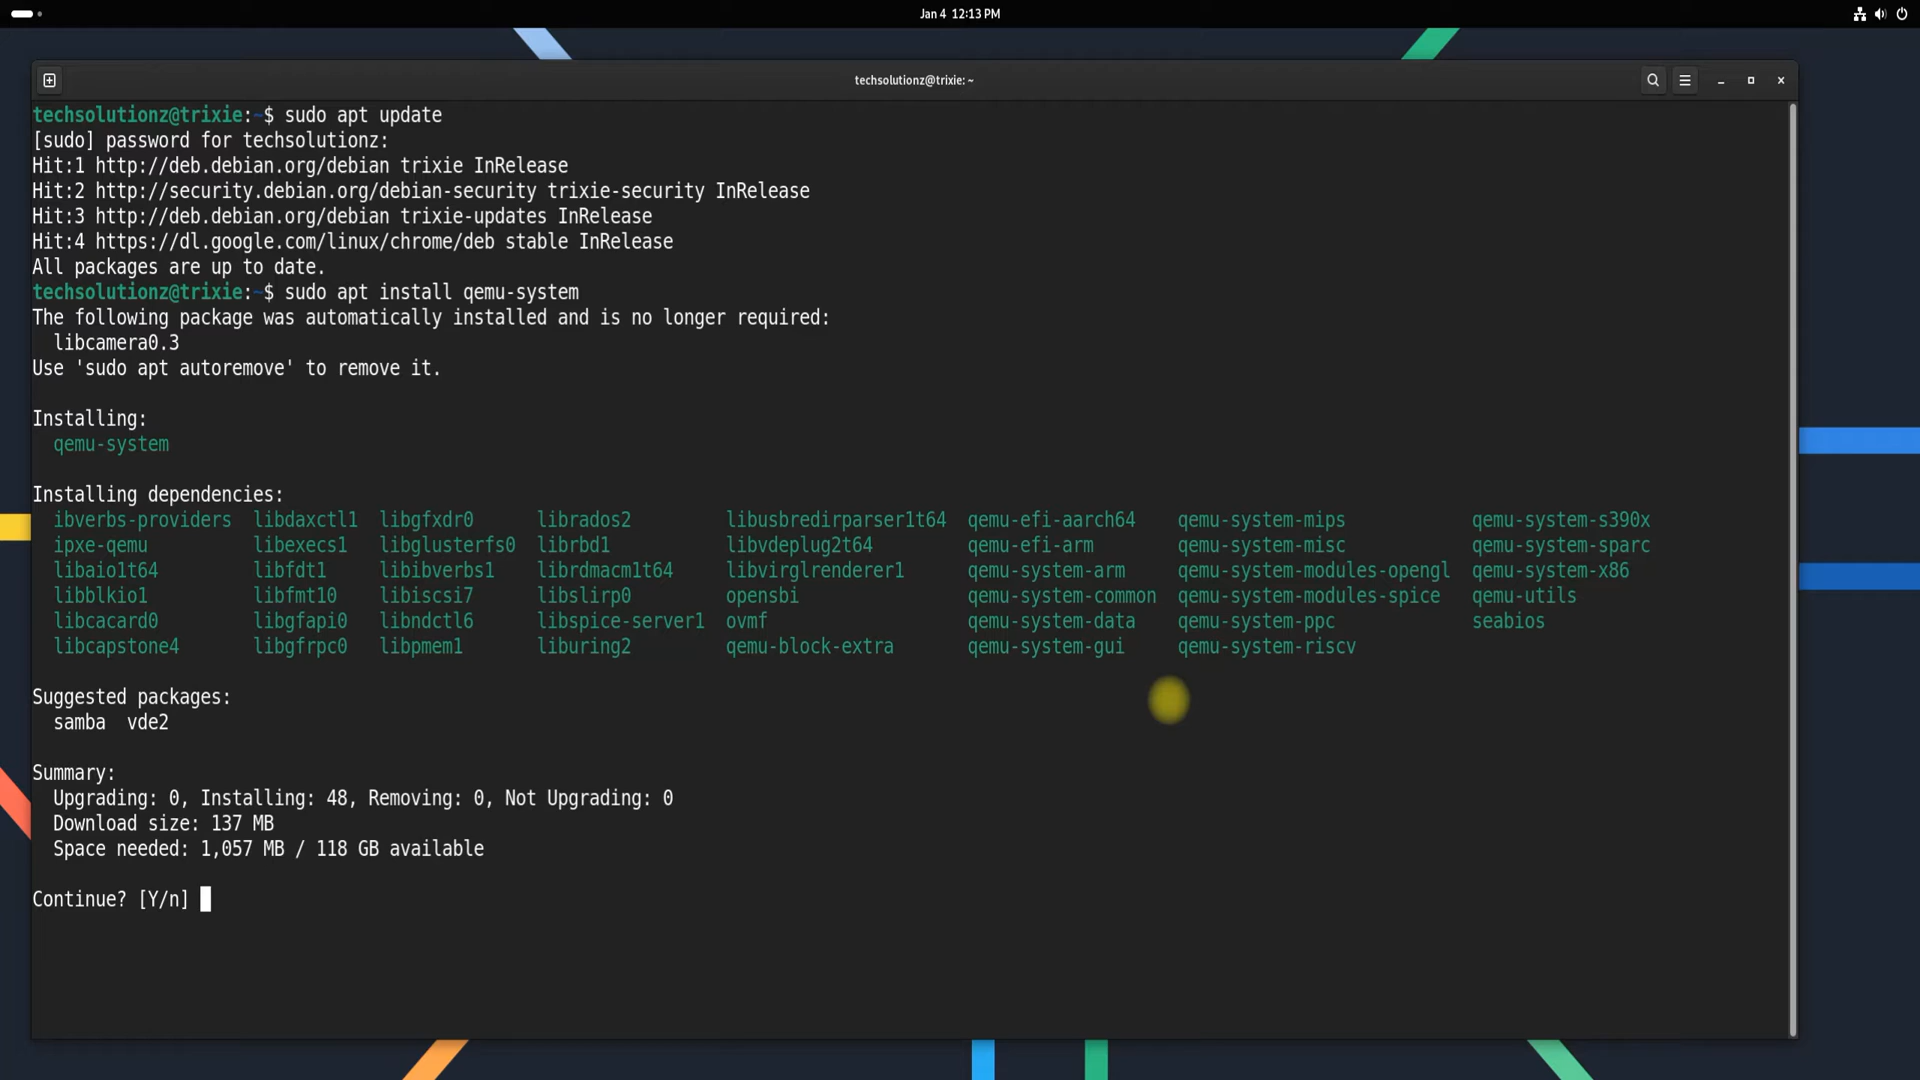 Jan 4 12:13 PM
techsolutionz@trixie: ~
techsolutionz@trixie:~$ sudo apt update
[sudo] password for techsolutionz:
Hit:1 http://deb.debian.org/debian trixie InRelease
Hit:2 http://security.debian.org/debian-security trixie-security InRelease
Hit:3 http://deb.debian.org/debian trixie-updates InRelease
Hit:4 https://dl.google.com/linux/chrome/deb stable InRelease
All packages are up to date.
techsolutionz@trixie:~$ sudo apt install qemu-system
The following package was automatically installed and is no longer required:
libcamera0.3
Use 'sudo apt autoremove' to remove it.
Installing:
qemu-system
Installing dependencies:
ibverbs-providers libdaxctl1 libgfxdr0 librados2 libusbredirparser1t64 qemu-efi-aarch64 qemu-system-mips qemu-system-s390x
ipxe-qemu libexecs1 libglusterfs0 librbd1 libvdeplug2t64 qemu-efi-arm qemu-system-misc qemu-system-sparc
libaio1t64 libfdt1 libibverbs1 librdmacm1t64 libvirglrenderer1 qemu-system-arm qemu-system-modules-opengl qemu-system-x86
libblkio1 libfmt10 libiscsi7 libslirp0 opensbi qemu-system-common qemu-system-modules-spice qemu-utils
libcacard0 libgfapi0 libndctl6 libspice-server1 ovmf qemu-system-data qemu-system-ppc seabios
libcapstone4 libgfrpc0 libpmem1 liburing2 qemu-block-extra qemu-system-gui qemu-system-riscv
Suggested packages:
samba vde2
Summary:
Upgrading: 0, Installing: 48, Removing: 0, Not Upgrading: 0
Download size: 137 MB
Space needed: 1,057 MB / 118 GB available
Continue? [Y/n]